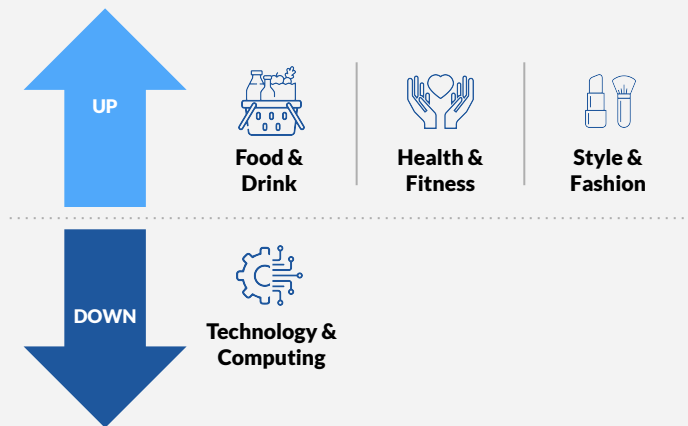 UP
Food &
Drink
Health &
Fitness
Style &
Fashion
DOWN
Technology &
Computing